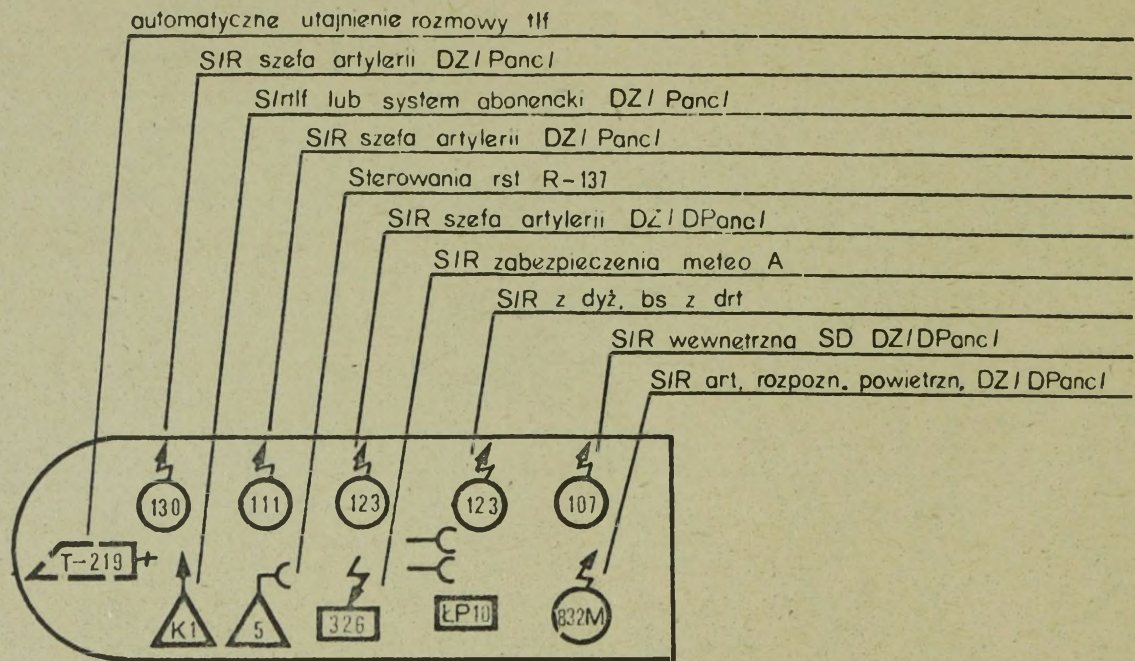 automatyczne utajnienie rozmowy tlf
S/R szefa artylerii DZ/Panc/
S/rtlf lub system abonencki DZ/Panc/
S/R szefa artylerii DZ/Panc/
Sterowania rst R-137
S/R szefa artylerii DZ/DPanc/
S/R zabezpieczenia meteo A
S/R z dyż. bs z drt
S/R wewnętrzna SD DZ/DPanc/
S/R art. rozpozn. powietrzn. DZ/DPanc/
130 111 123 123 107
T-219
K1 5 326 ŁP10 832M